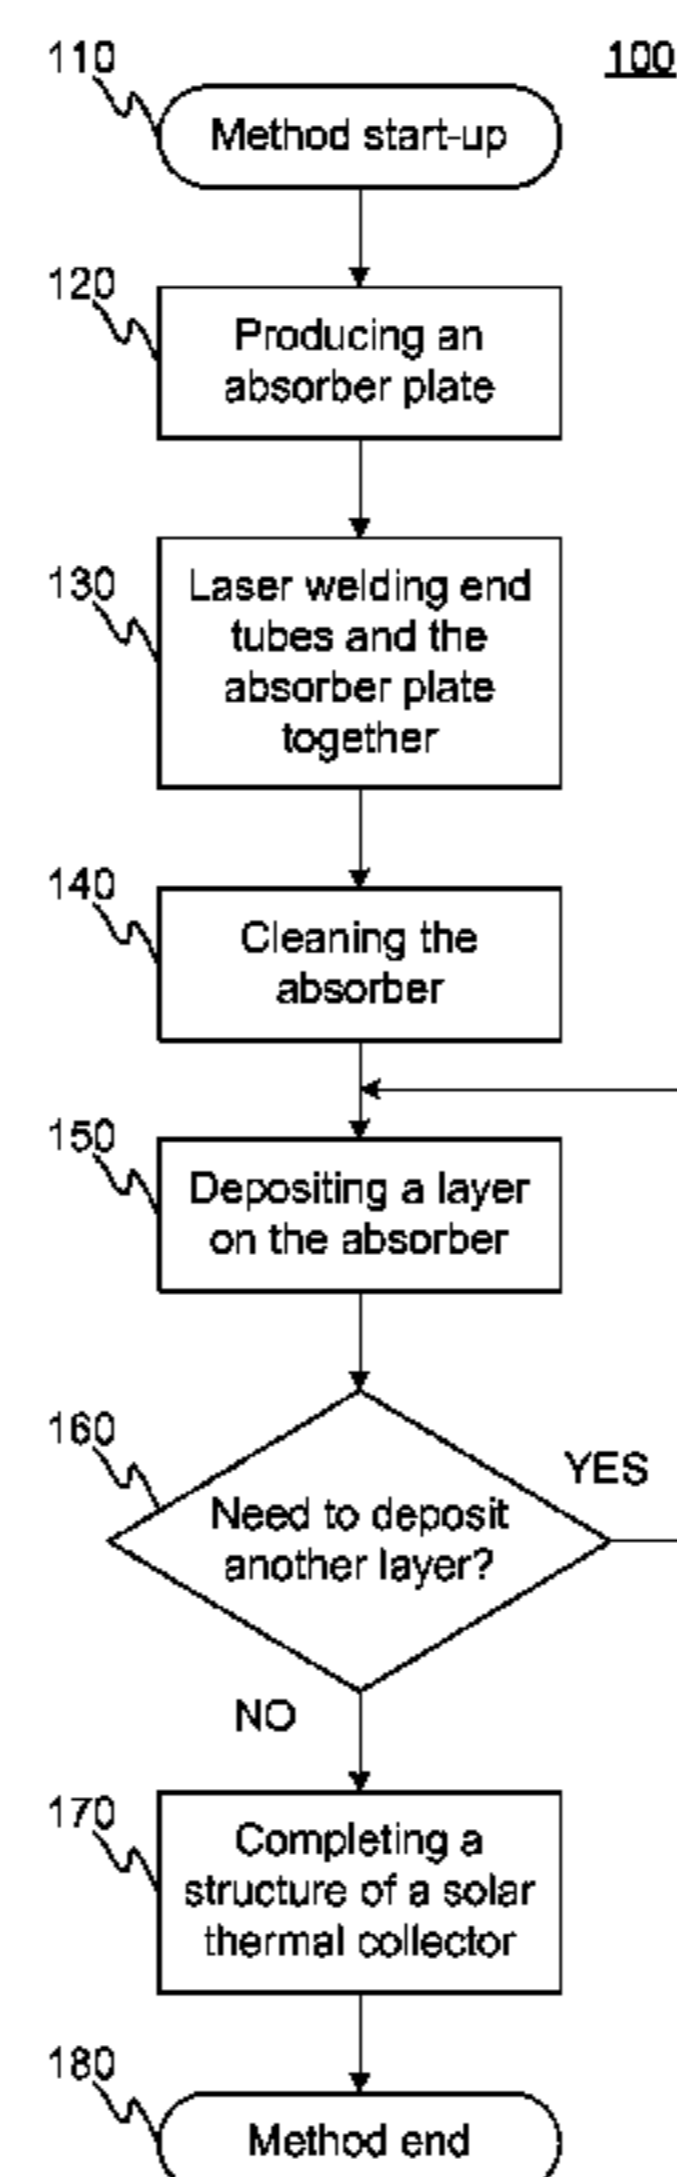 110
100
Method start-up
120
Producing an
absorber plate
130
Laser welding end
tubes and the
absorber plate
together
140
Cleaning the
absorber
150
Depositing a layer
on the absorber
160
YES
Need to deposit
another layer?
NO
170
Completing a
structure of a solar
thermal collector
180
Method end